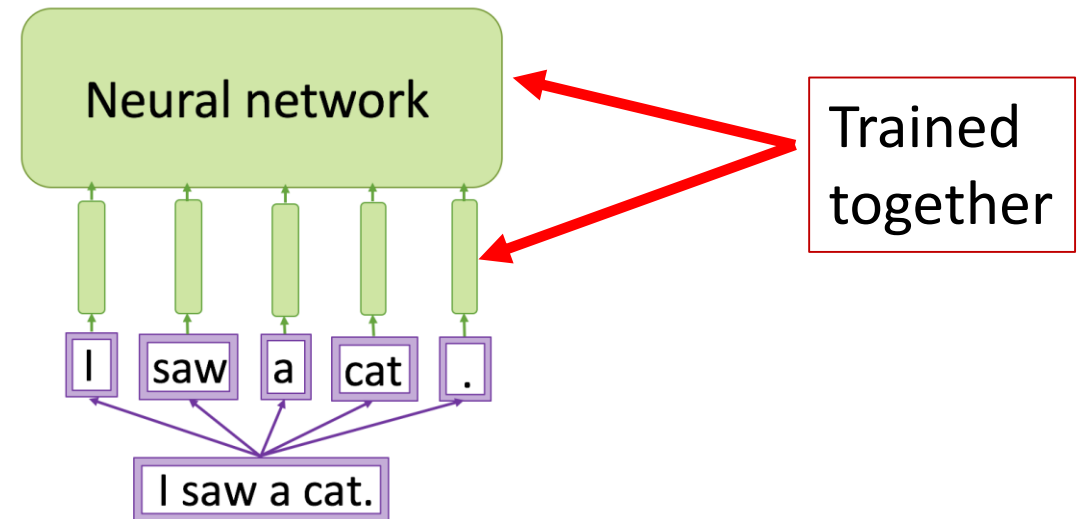 Neural network
Trained
together
I saw a cat .
I saw a cat.